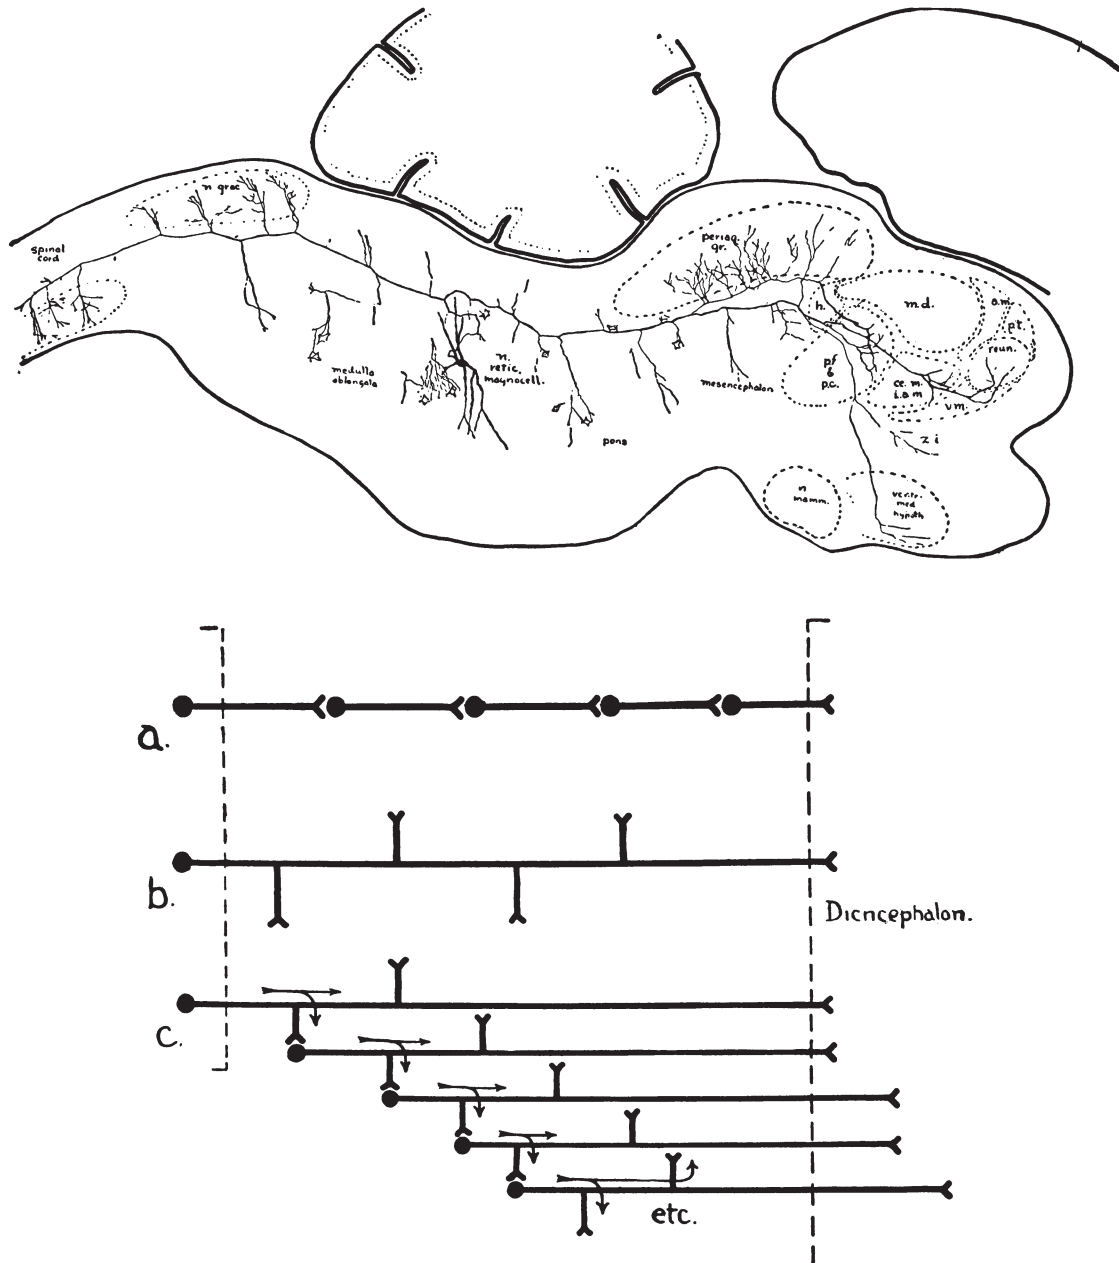 n grac
spinal
cord
periaq.
gr.
h.
m.d.
a.m.
pt.
reun.
medulla
oblongata
n.
retic.
magnocell.
mesencephalon
pf
&
p.c.
ce. m.
i.a m
v m.
z i
pons
n
mamm.
ventr.
med
hypoth
a.
b.
Diencephalon.
c.
etc.